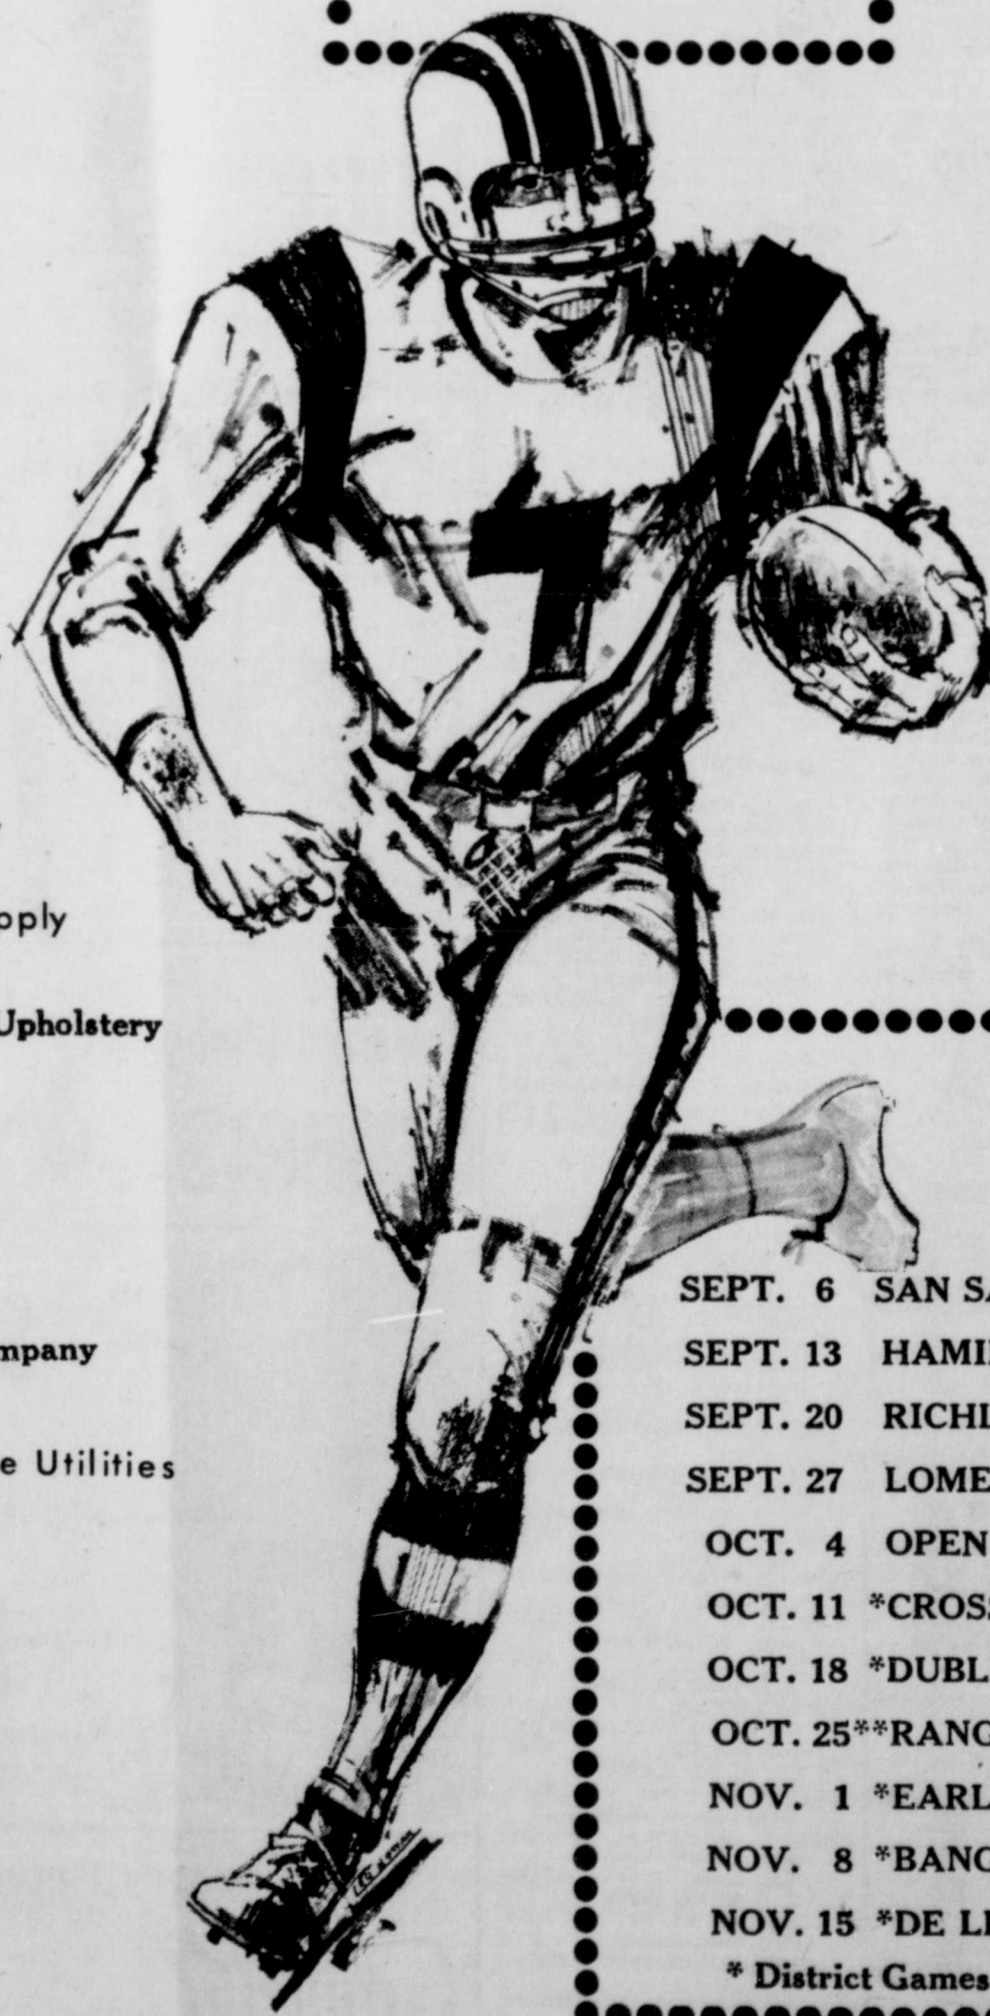 7
oply
Upholstery
mpany
e Utilities
SEPT. 6 SAN SA
SEPT. 13 HAMI
SEPT. 20 RICHL
SEPT. 27 LOME
OCT. 4 OPEN
OCT. 11 *CROS
OCT. 18 *DUBL
OCT. 25**RANG
NOV. 1 *EARL
NOV. 8 *BANG
NOV. 15 *DE LE
* District Games